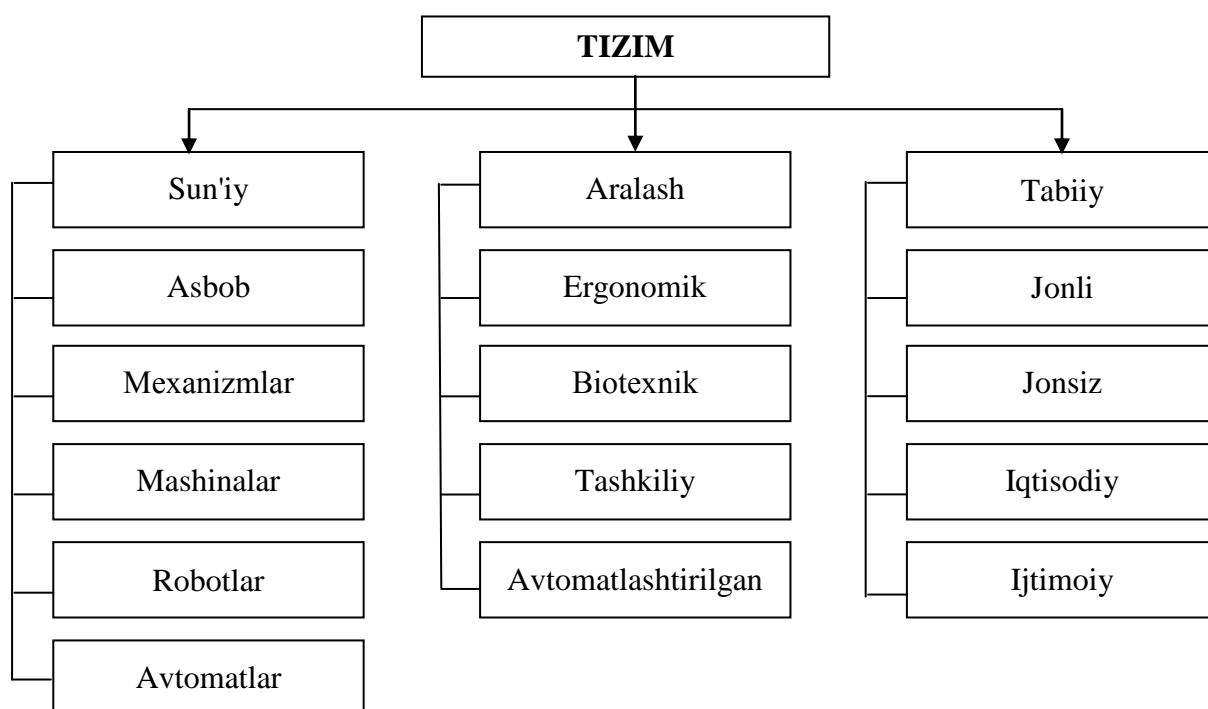 TIZIM
Sun'iy
Asbob
Mexanizmlar
Mashinalar
Robotlar
Avtomatlar
Aralash
Ergonomik
Biotexnik
Tashkiliy
Avtomatlashtirilgan
Tabiiy
Jonli
Jonsiz
Iqtisodiy
Ijtimoiy